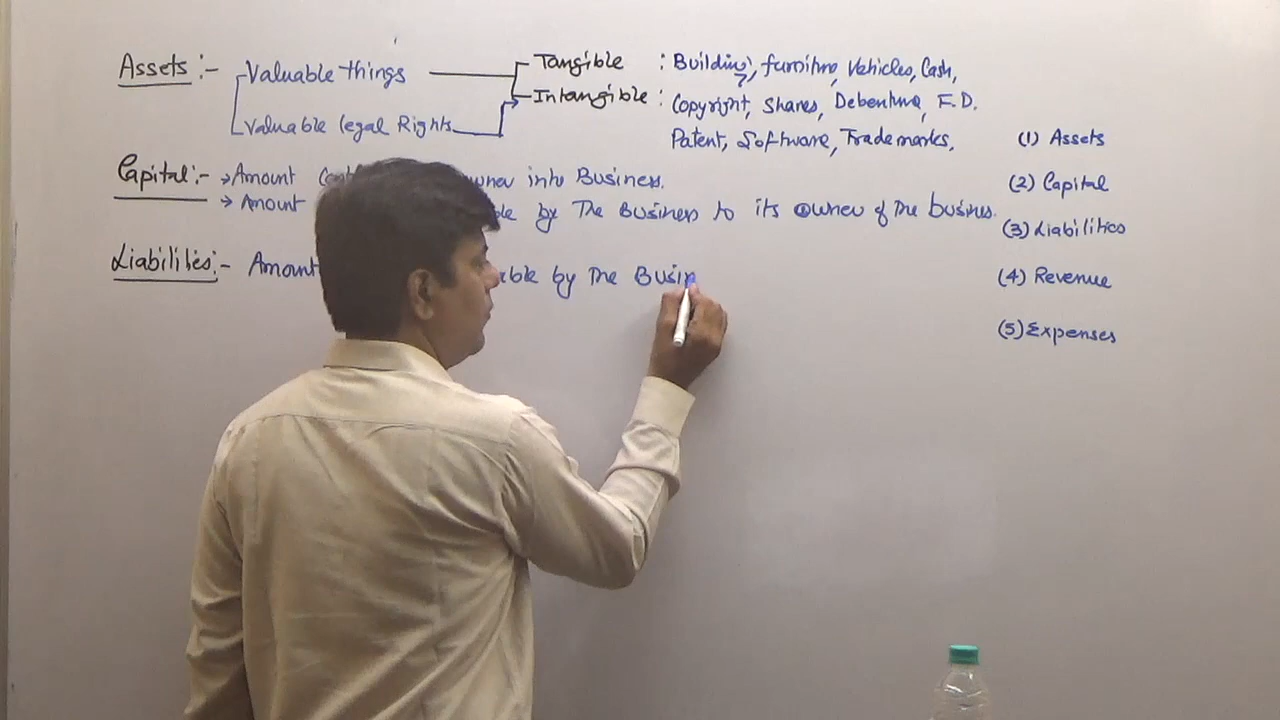 Assets :- Valuable things Tangible : Building, furniture, Vehicles, Cash,
Intangible : Copyright, Shares, Debenture, F.D.
Valuable legal Rights Patent, Software, Trademarks,
Capital :- → Amount owner into Business.
→ Amount by The Business to its owner of The busines.
Liabilities :- Amount by The Busin
(1) Assets
(2) Capital
(3) Liabilities
(4) Revenue
(5) Expenses